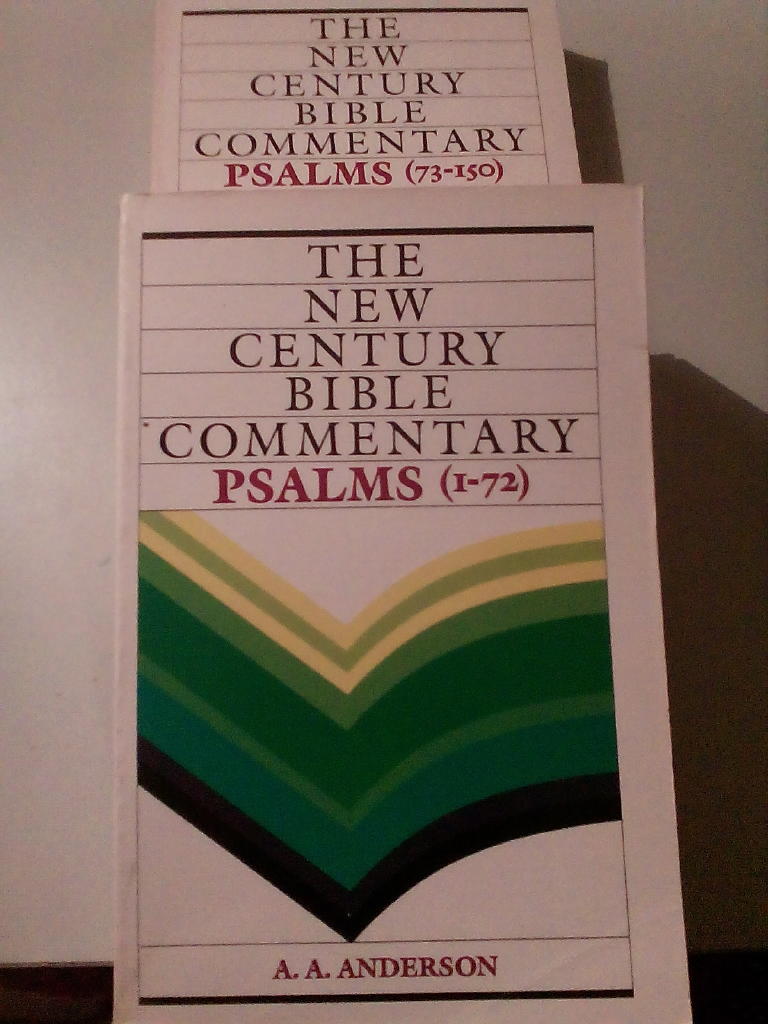 THE
NEW
CENTURY
BIBLE
COMMENTARY
PSALMS (73-150)
THE
NEW
CENTURY
BIBLE
COMMENTARY
PSALMS (1-72)
A. A. ANDERSON